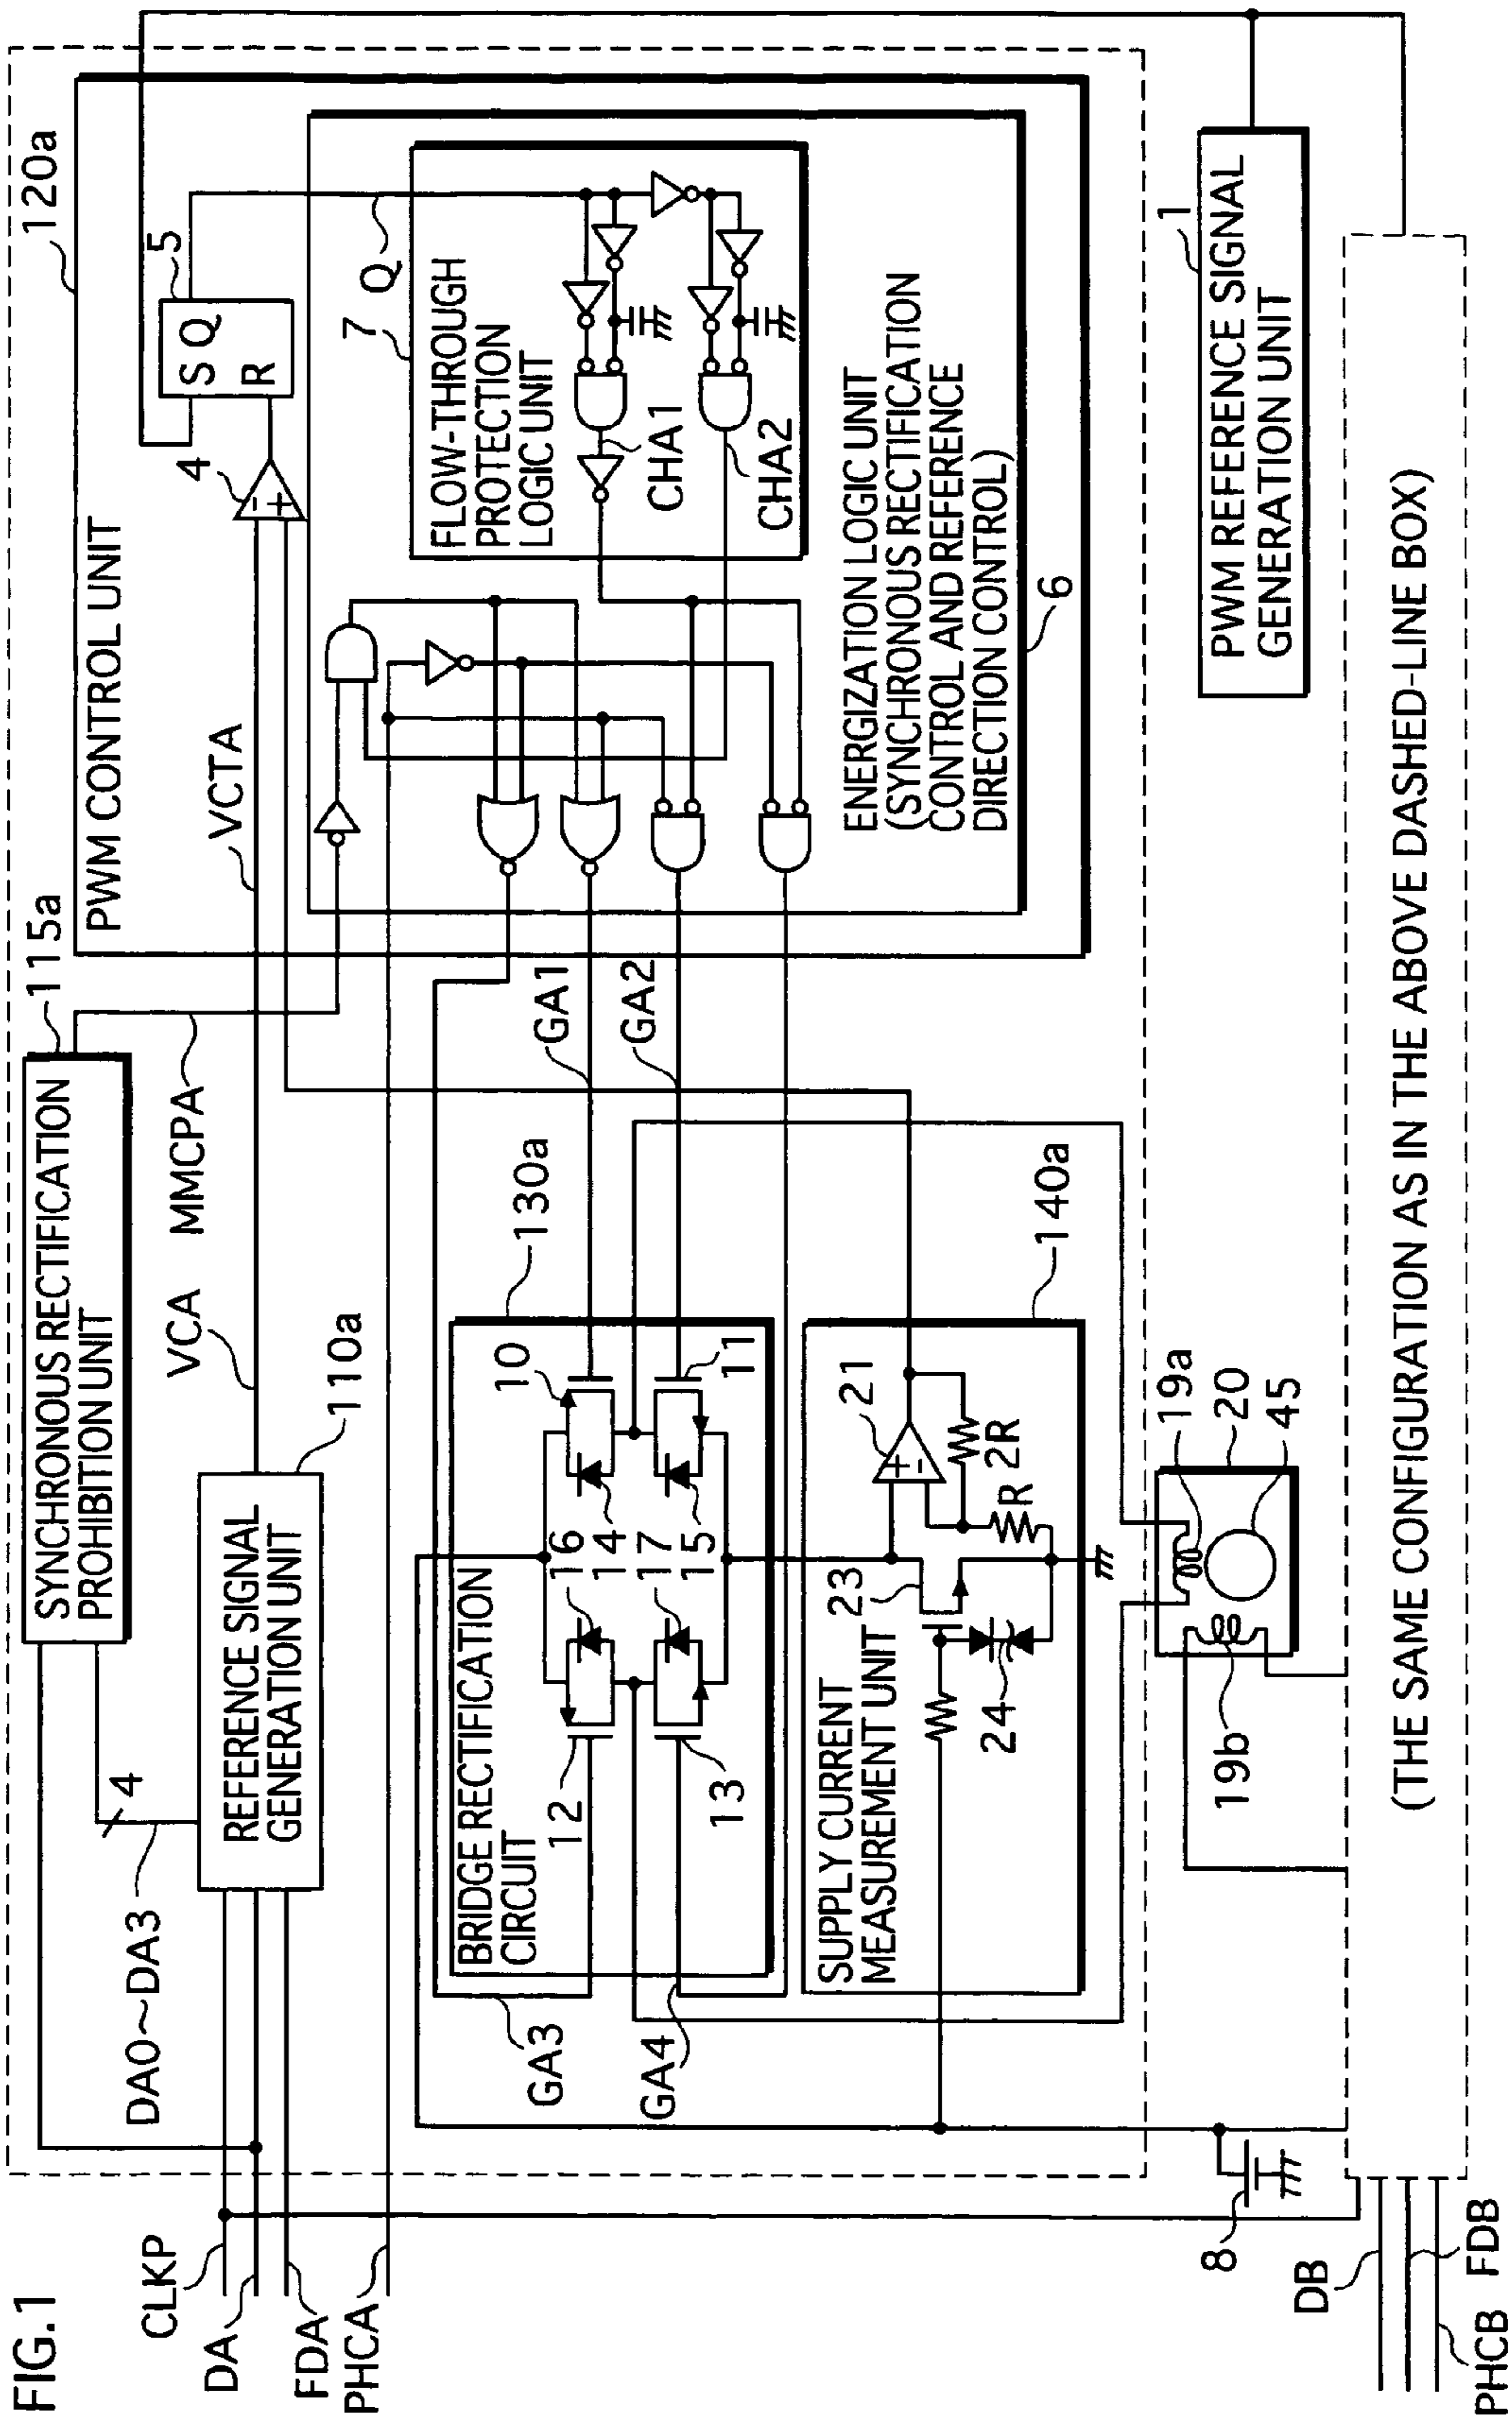 FIG.1
CLKP
DA
FDA
PHCA
DA0~DA3
4
SYNCHRONOUS RECTIFICATION
PROHIBITION UNIT
115a
MMCPA
REFERENCE SIGNAL
GENERATION UNIT
110a
VCA
VCTA
PWM CONTROL UNIT
120a
4
-
+
5
S Q
R
Q
7
FLOW-THROUGH
PROTECTION
LOGIC UNIT
CHA1
CHA2
ENERGIZATION LOGIC UNIT
(SYNCHRONOUS RECTIFICATION
CONTROL AND REFERENCE
DIRECTION CONTROL)
6
GA1
GA2
GA3
GA4
BRIDGE RECTIFICATION
CIRCUIT
130a
10
11
12
13
14
15
16
17
SUPPLY CURRENT
MEASUREMENT UNIT
140a
21
+
-
2R
R
23
24
19a
20
45
19b
8
1
PWM REFERENCE SIGNAL
GENERATION UNIT
(THE SAME CONFIGURATION AS IN THE ABOVE DASHED-LINE BOX)
DB
FDB
PHCB